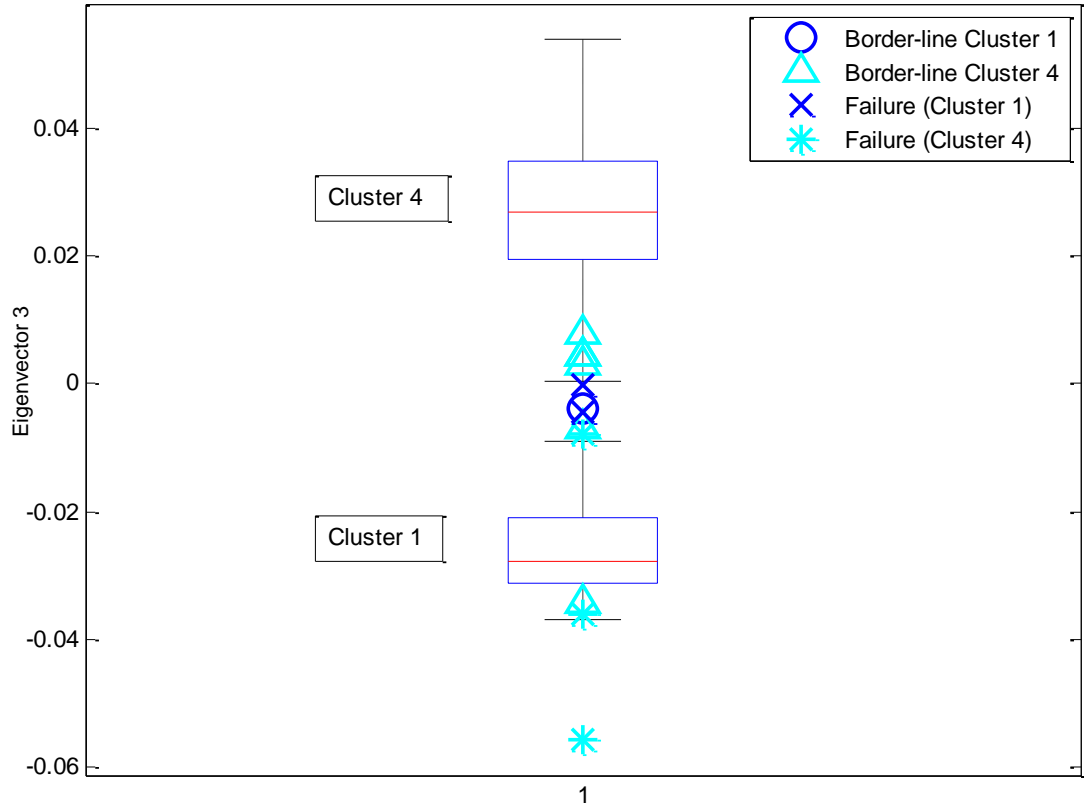 Border-line Cluster 1
Border-line Cluster 4
Failure (Cluster 1)
Failure (Cluster 4)
0.04
Cluster 4
0.02
Eigenvector 3
0
-0.02
Cluster 1
-0.04
-0.06
1